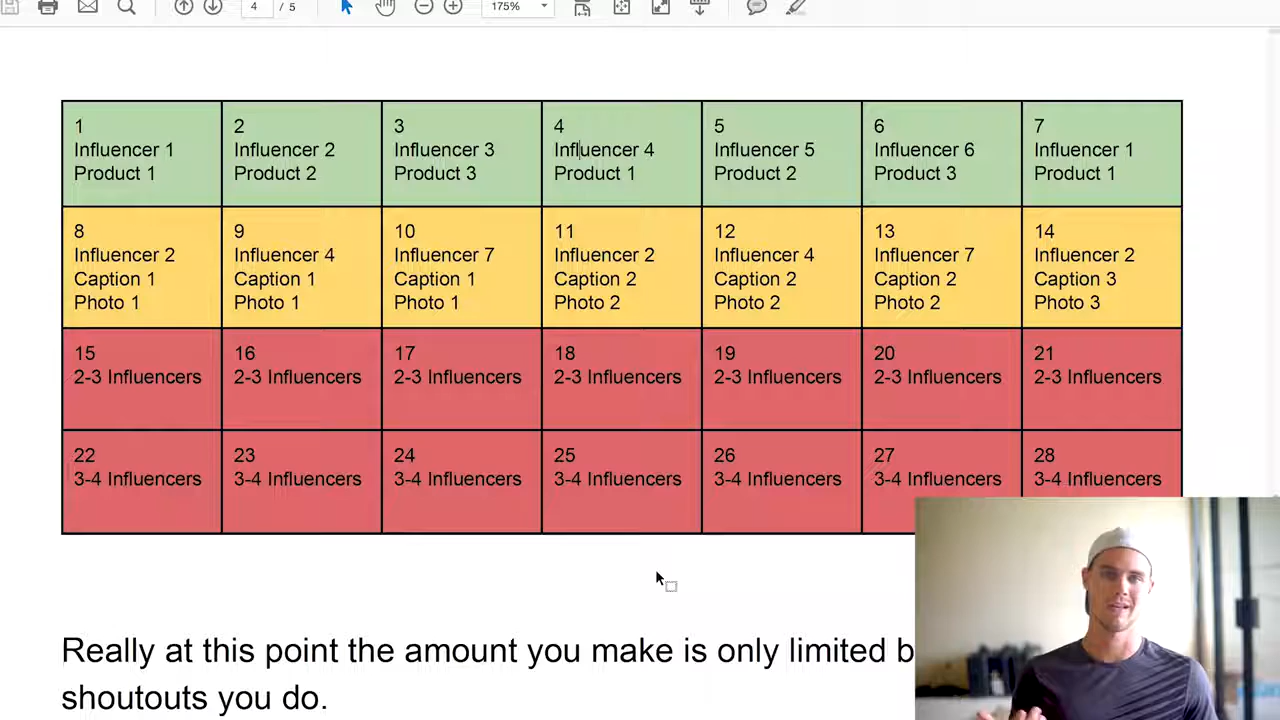 4 / 5 175%
1 2 3 4 5 6 7
Influencer 1 Influencer 2 Influencer 3 Influencer 4 Influencer 5 Influencer 6 Influencer 1
Product 1 Product 2 Product 3 Product 1 Product 2 Product 3 Product 1
8 9 10 11 12 13 14
Influencer 2 Influencer 4 Influencer 7 Influencer 2 Influencer 4 Influencer 7 Influencer 2
Caption 1 Caption 1 Caption 1 Caption 2 Caption 2 Caption 2 Caption 3
Photo 1 Photo 1 Photo 1 Photo 2 Photo 2 Photo 2 Photo 3
15 16 17 18 19 20 21
2-3 Influencers 2-3 Influencers 2-3 Influencers 2-3 Influencers 2-3 Influencers 2-3 Influencers 2-3 Influencers
22 23 24 25 26 27 28
3-4 Influencers 3-4 Influencers 3-4 Influencers 3-4 Influencers 3-4 Influencers 3-4 Influencers 3-4 Influencers
Really at this point the amount you make is only limited
shoutouts you do.